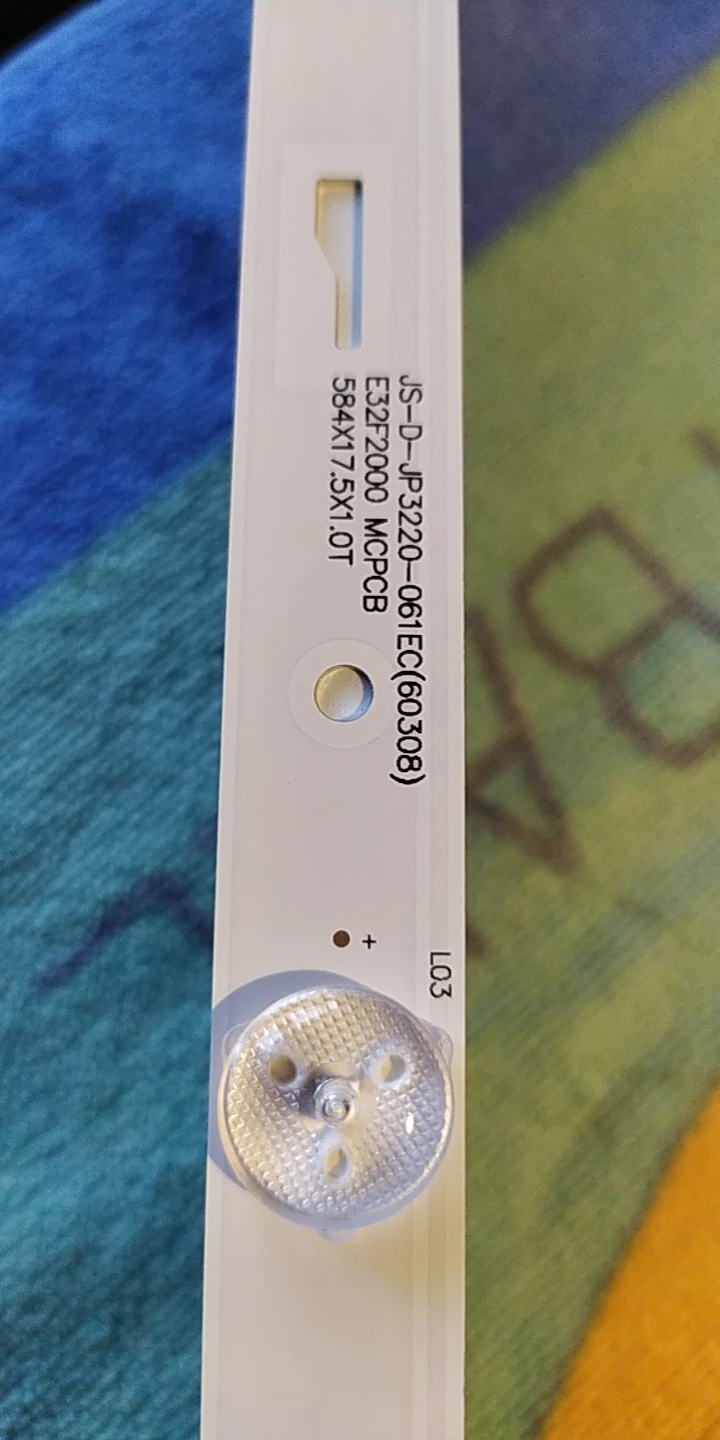 JS-D-JP3220-061EC(60308)
E32F2000 MCPCB
584X17.5X1.0T
+
L03